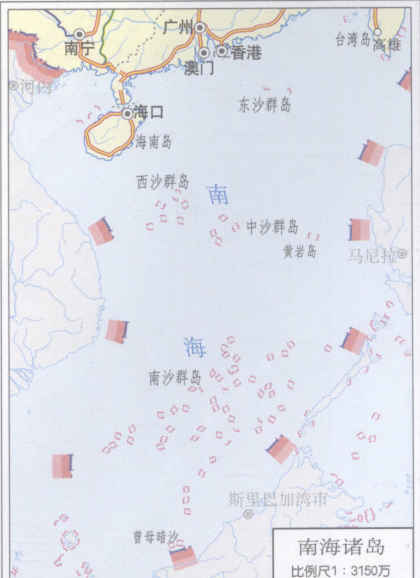 广州
南宁
香港
澳门
台湾岛
高雄
河内
海口
海南岛
东沙群岛
西沙群岛
南
中沙群岛
黄岩岛
马尼拉
海
南沙群岛
斯里巴加湾市
曾母暗沙
南海诸岛
比例尺1：3150万